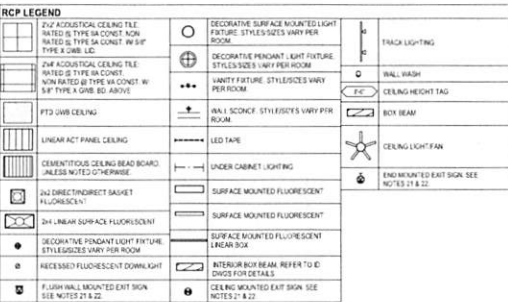 RCP LEGEND
2'x2' ACOUSTICAL CEILING TILE.
RATED @ TYPE IIA CONST. NON
RATED @ TYPE 5A CONST. W/ 5/8"
TYPE X GWB. LID.
2'x4' ACOUSTICAL CEILING TILE.
RATED @ TYPE IIA CONST.
NON RATED @ TYPE VA CONST. W/
5/8" TYPE X GWB. BD. ABOVE
PTD GWB CEILING
LINEAR ACT PANEL CEILING
CEMENTITIOUS CEILING BEAD BOARD.
UNLESS NOTED OTHERWISE.
2x2 DIRECT/INDIRECT BASKET
FLUORESCENT
2x4 LINEAR SURFACE FLUORESCENT
DECORATIVE PENDANT LIGHT FIXTURE.
STYLES/SIZES VARY PER ROOM
RECESSED FLUORESCENT DOWNLIGHT
FLUSH WALL MOUNTED EXIT SIGN.
SEE NOTES 21 & 22.
DECORATIVE SURFACE MOUNTED LIGHT
FIXTURE. STYLES/SIZES VARY PER
ROOM.
DECORATIVE PENDANT LIGHT FIXTURE.
STYLES/SIZES VARY PER ROOM
VANITY FIXTURE. STYLE/SIZES VARY
PER ROOM.
WALL SCONCE. STYLE/SIZES VARY PER
ROOM.
LED TAPE
UNDER CABINET LIGHTING
SURFACE MOUNTED FLUORESCENT
SURFACE MOUNTED FLUORESCENT
SURFACE MOUNTED FLUORESCENT
LINEAR BOX
INTERIOR BOX BEAM. REFER TO ID
DWGS FOR DETAILS
CEILING MOUNTED EXIT SIGN. SEE
NOTES 21 & 22.
TRACK LIGHTING
WALL WASH
CEILING HEIGHT TAG
BOX BEAM
CEILING LIGHT/FAN
END MOUNTED EXIT SIGN. SEE
NOTES 21 & 22.